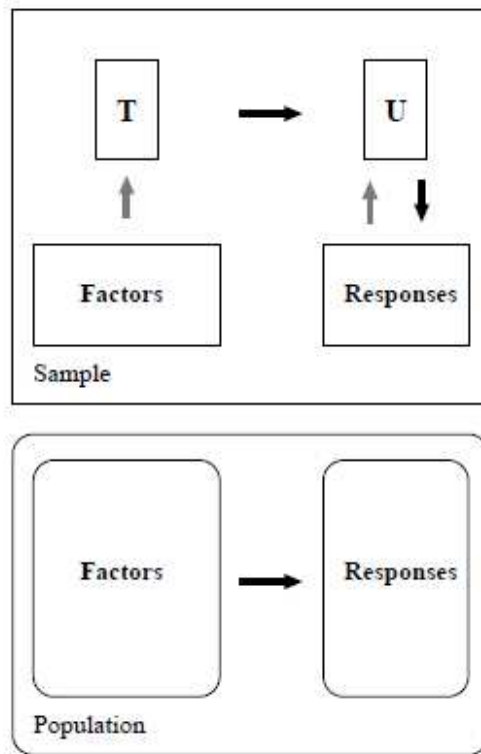 T
U
Factors
Responses
Sample
Factors
Responses
Population